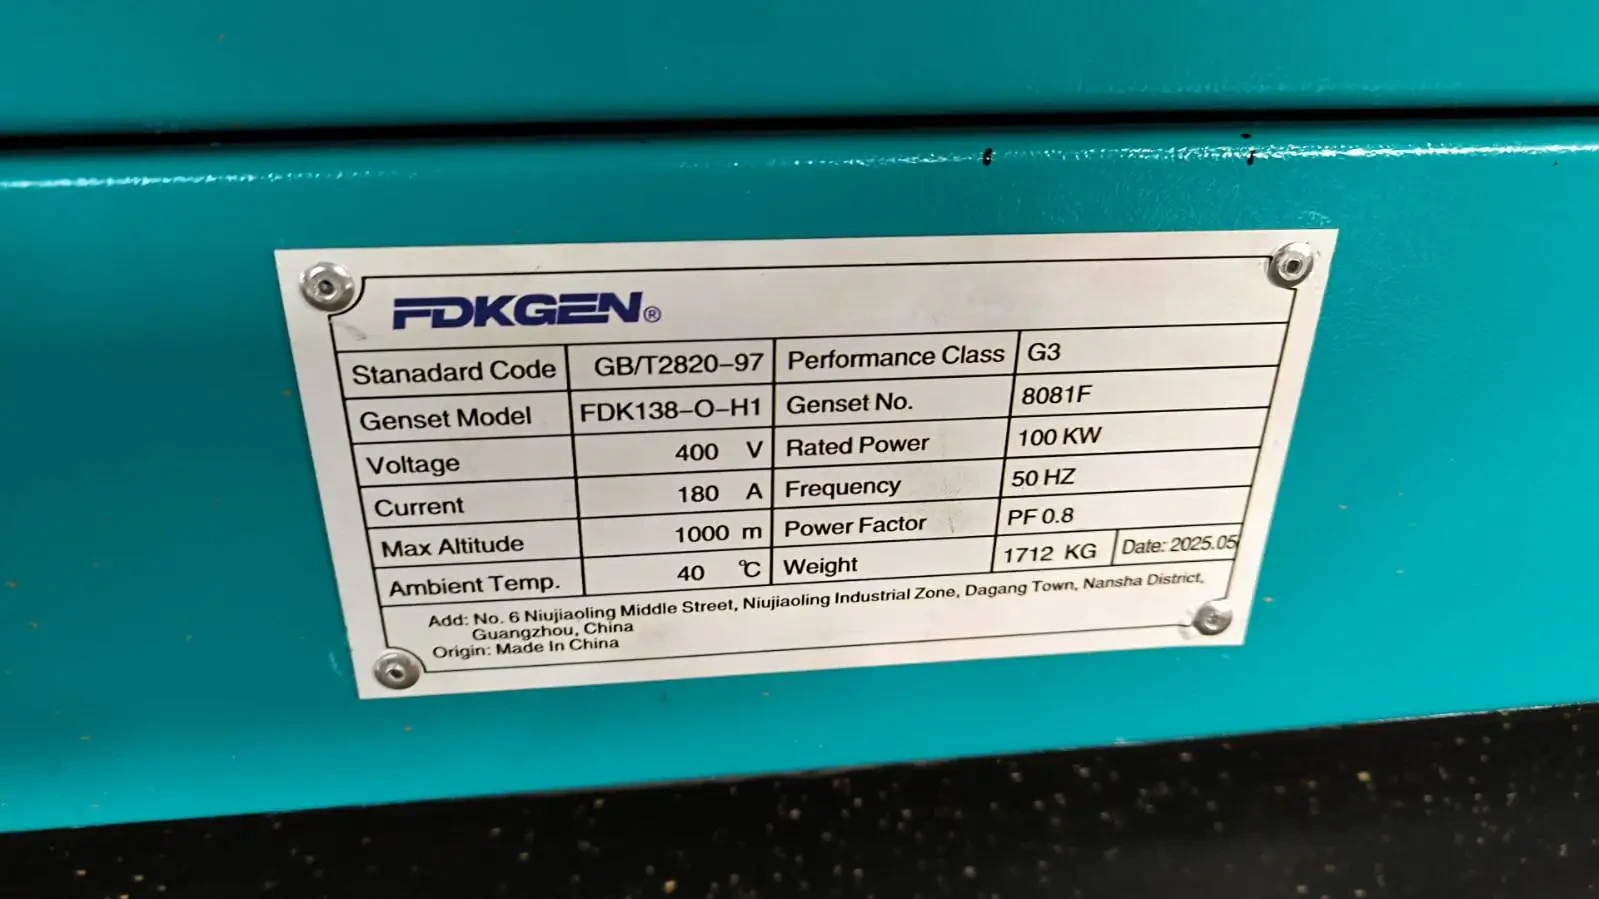 FDKGEN®
Stanadard Code GB/T2820-97 Performance Class G3
Genset Model FDK138-O-H1 Genset No. 8081F
Voltage 400 V Rated Power 100 KW
Current 180 A Frequency 50 HZ
Max Altitude 1000 m Power Factor PF 0.8
Ambient Temp. 40 ℃ Weight 1712 KG Date: 2025.05
Add: No. 6 Niujiaoling Middle Street, Niujiaoling Industrial Zone, Dagang Town, Nansha District,
Guangzhou, China
Origin: Made In China